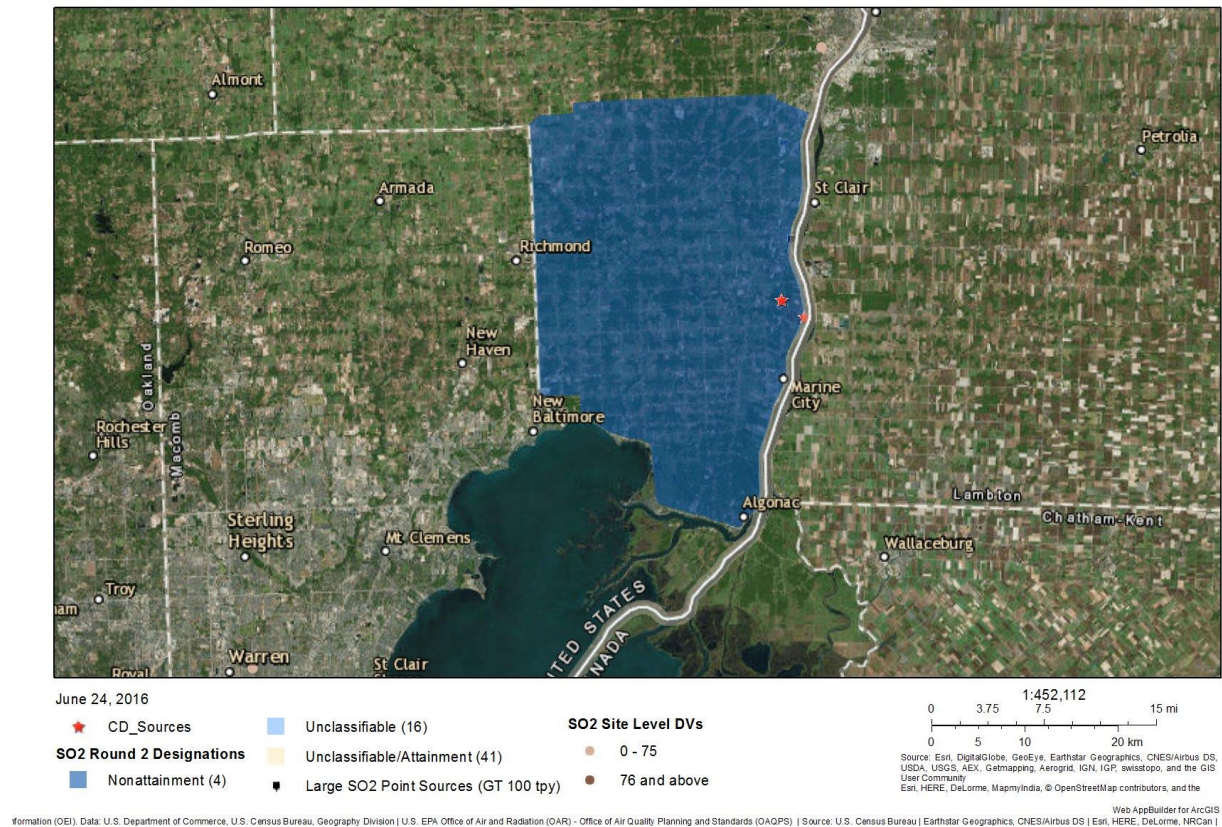 Almont
Petrolia
Armada
St Clair
Romeo
Richmond
New
Haven
Oakland
Macomb
Marine
City
New
Baltimore
Rochester
Hills
Lambton
Algonac
Chatham-Kent
Sterling
Heights
Mt Clemens
Wallaceburg
Troy
am
UNITED STATES
NADA
Warren
St Clair
Royal
June 24, 2016
CD_Sources
SO2 Round 2 Designations
Nonattainment (4)
Unclassifiable (16)
Unclassifiable/Attainment (41)
Large SO2 Point Sources (GT 100 tpy)
SO2 Site Level DVs
0 - 75
76 and above
1:452,112
0 3.75 7.5 15 mi
0 5 10 20 km
Source: Esri, DigitalGlobe, GeoEye, Earthstar Geographics, CNES/Airbus DS,
USDA, USGS, AEX, Getmapping, Aerogrid, IGN, IGP, swisstopo, and the GIS
User Community
Esri, HERE, DeLorme, MapmyIndia, © OpenStreetMap contributors, and the
Web AppBuilder for ArcGIS
formation (OEI). Data: U.S. Department of Commerce, U.S. Census Bureau, Geography Division | U.S. EPA Office of Air and Radiation (OAR) - Office of Air Quality Planning and Standards (OAQPS) | Source: U.S. Census Bureau | Earthstar Geographics, CNES/Airbus DS | Esri, HERE, DeLorme, NRCan |